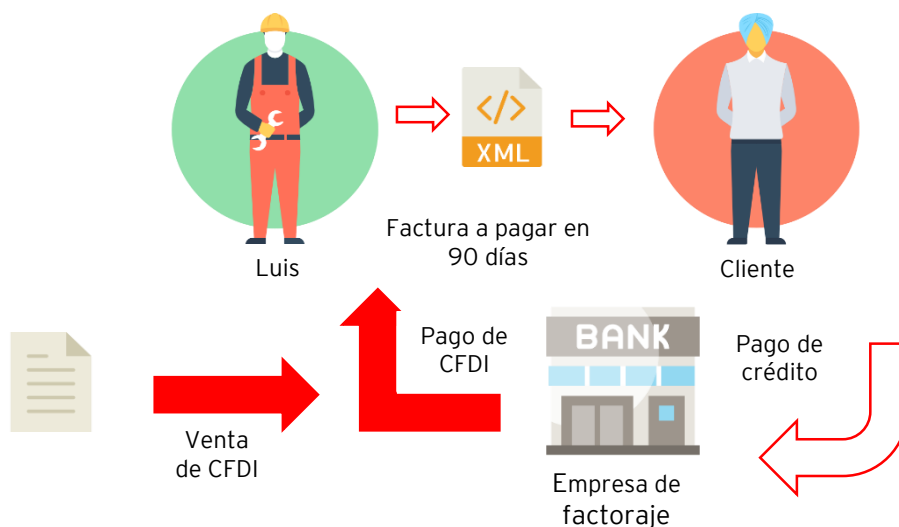 </>
XML
Factura a pagar en
90 días
Luis
Cliente
Pago de
CFDI
BANK
Pago de
crédito
Venta
de CFDI
Empresa de
factoraje